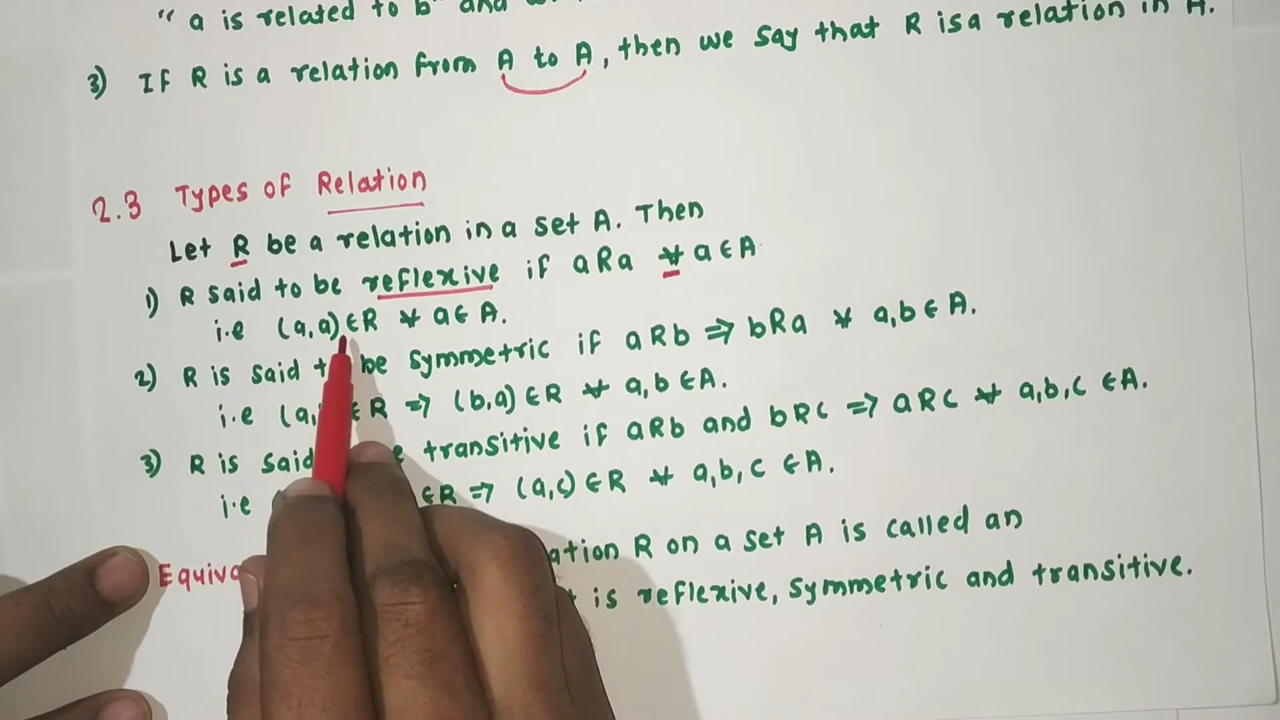 “ a is related to b” and
3) If R is a relation from A to A, then we say that R is a relation in A.
2.3 Types of Relation
Let R be a relation in a set A. Then
1) R said to be reflexive if aRa ∀ a∈A
i.e (a,a)∈R ∀ a∈A.
2) R is said be symmetric if aRb ⇒ bRa ∀ a,b∈A.
i.e (a, ∈R ⇒ (b,a)∈R ∀ a,b∈A.
3) R is said transitive if aRb and bRc ⇒ aRc ∀ a,b,c ∈A.
i.e ∈R ⇒ (a,c)∈R ∀ a,b,c ∈A.
R on a set A is called an
is reflexive, symmetric and transitive.